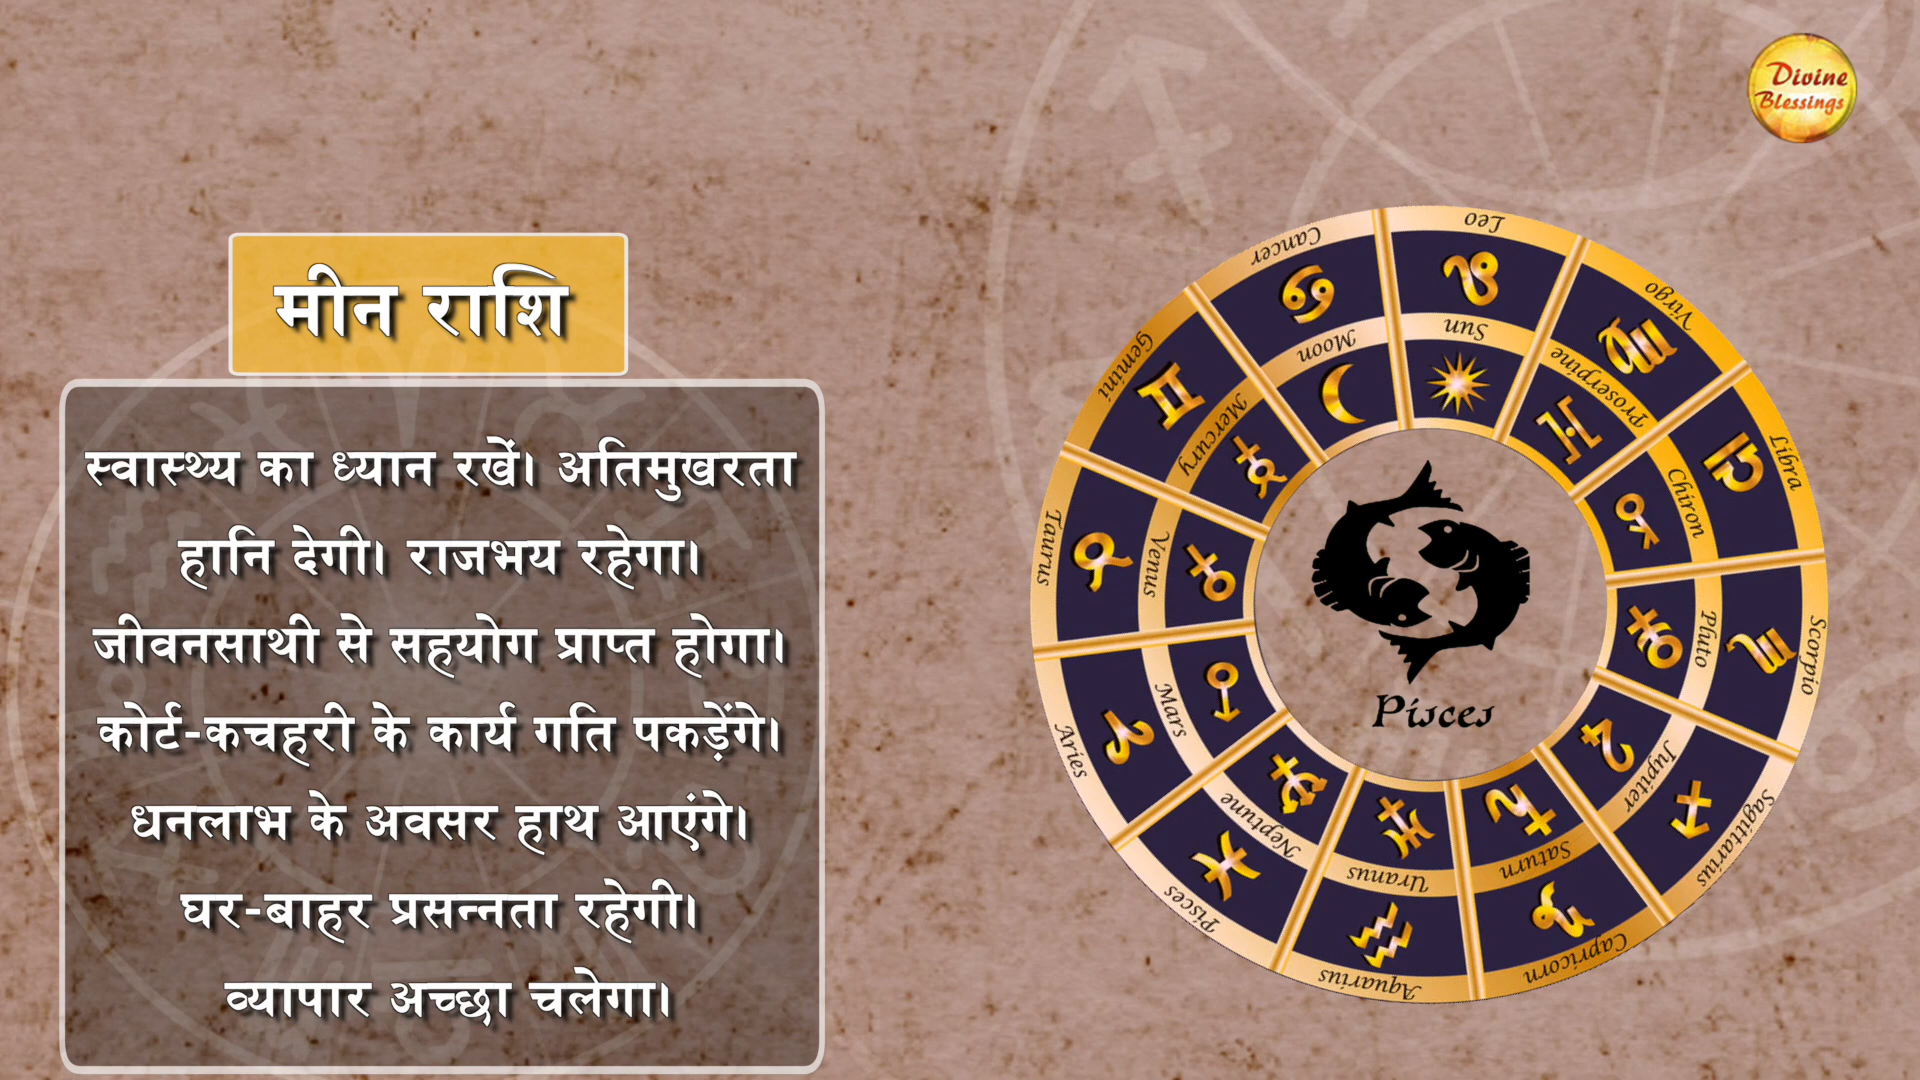 Divine
Blessings
मीन राशि
स्वास्थ्य का ध्यान रखें। अतिमुखरता
हानि देगी। राजभय रहेगा।
जीवनसाथी से सहयोग प्राप्त होगा।
कोर्ट-कचहरी के कार्य गति पकड़ेंगे।
धनलाभ के अवसर हाथ आएंगे।
घर-बाहर प्रसन्नता रहेगी।
व्यापार अच्छा चलेगा।
Leo
Virgo
Libra
Scorpio
Sagittarius
Capricorn
Aquarius
Pisces
Aries
Taurus
Gemini
Cancer
Sun
Proserpine
Chiron
Pluto
Jupiter
Saturn
Uranus
Neptune
Mars
Venus
Mercury
Moon
Pisces